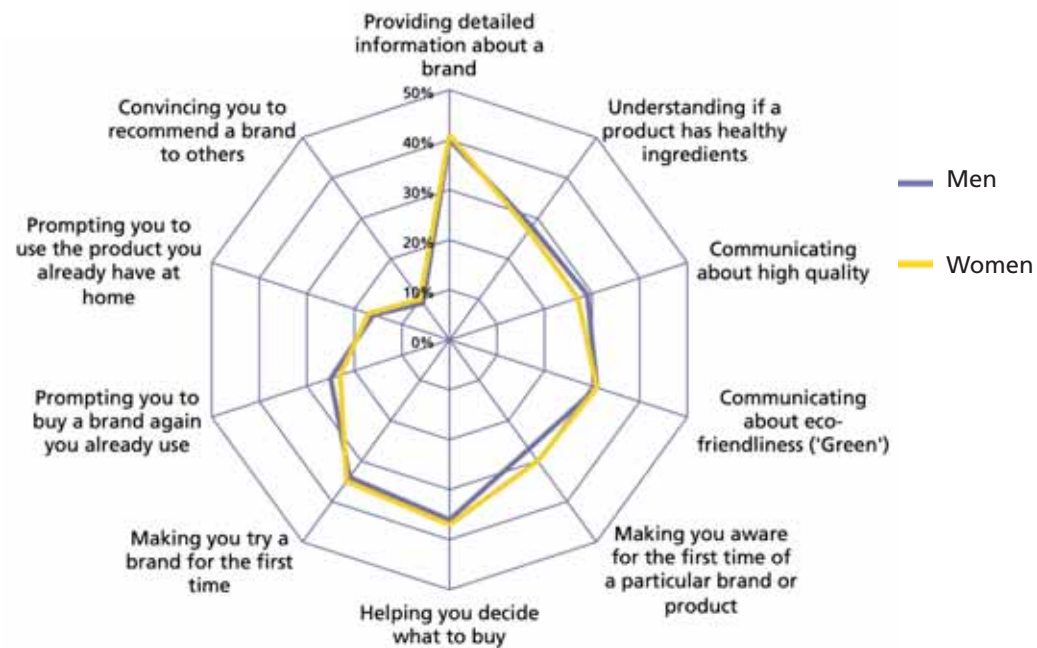 Providing detailed
information about a
brand
50%
40%
30%
20%
10%
0%
Understanding if a
product has healthy
ingredients
Communicating
about high quality
Communicating
about eco-
friendliness ('Green')
Making you aware
for the first time of
a particular brand or
product
Helping you decide
what to buy
Making you try a
brand for the first
time
Prompting you to
buy a brand again
you already use
Prompting you to
use the product you
already have at
home
Convincing you to
recommend a brand
to others
Men
Women